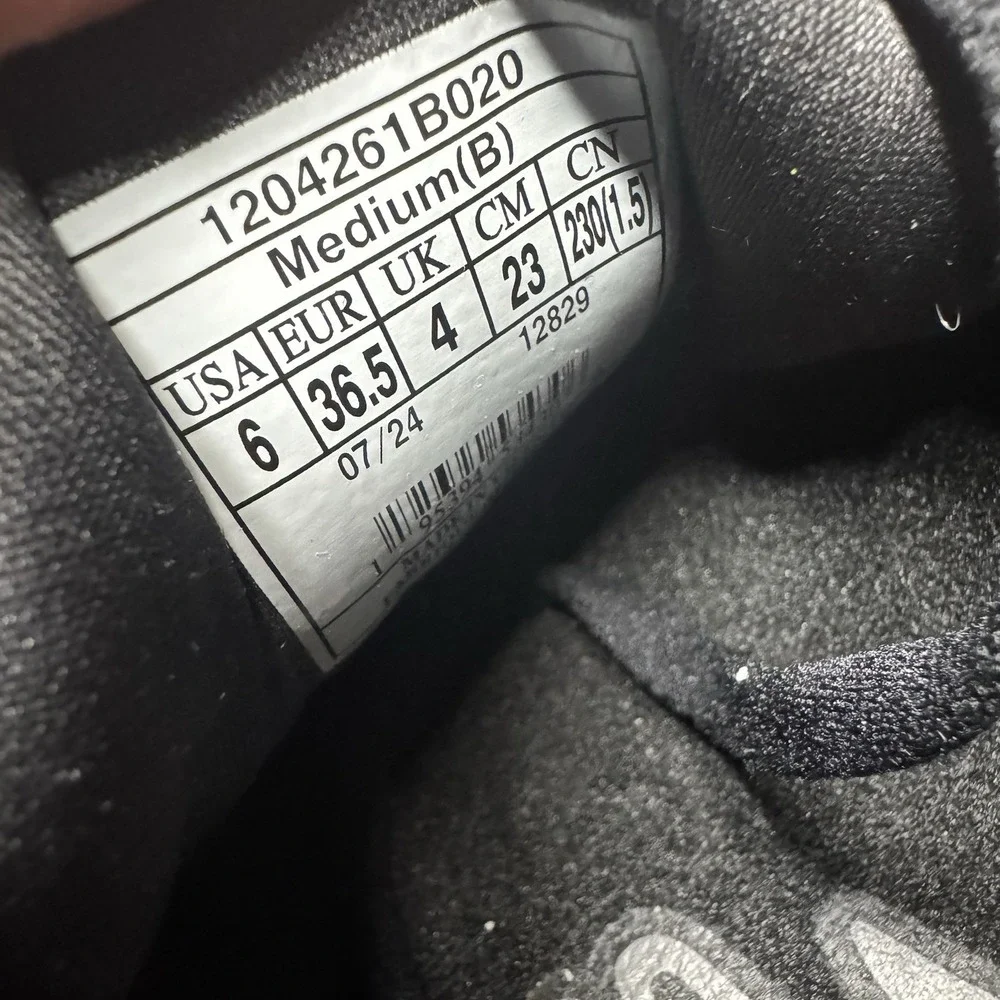 1204261B020
Medium(B)
USA EUR UK CM CN
6 36.5 4 23 230(1.5)
07/24 12829